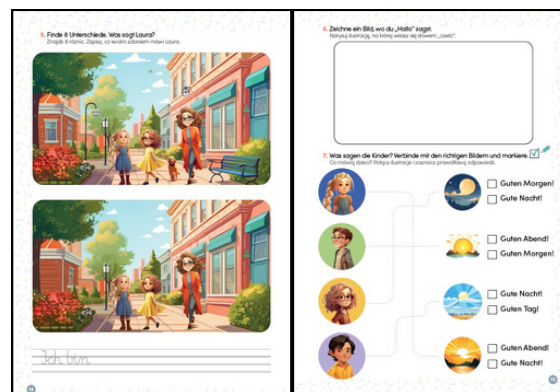 5. Finde 8 Unterschiede. Was sagt Laura?
Znajdź 8 różnic. Zapisz, co twoim zdaniem mówi Laura.
Ich bin
6. Zeichne ein Bild, wo du „Hallo" sagst.
Narysuj ilustrację, na której witasz się słowem „cześć".
7. Was sagen die Kinder? Verbinde mit den richtigen Bildern und markiere.
Co mówią dzieci? Połącz ilustracje i zaznacz prawidłową odpowiedź.
Guten Morgen!
Gute Nacht!
Guten Abend!
Guten Morgen!
Gute Nacht!
Guten Tag!
Guten Abend!
Gute Nacht!